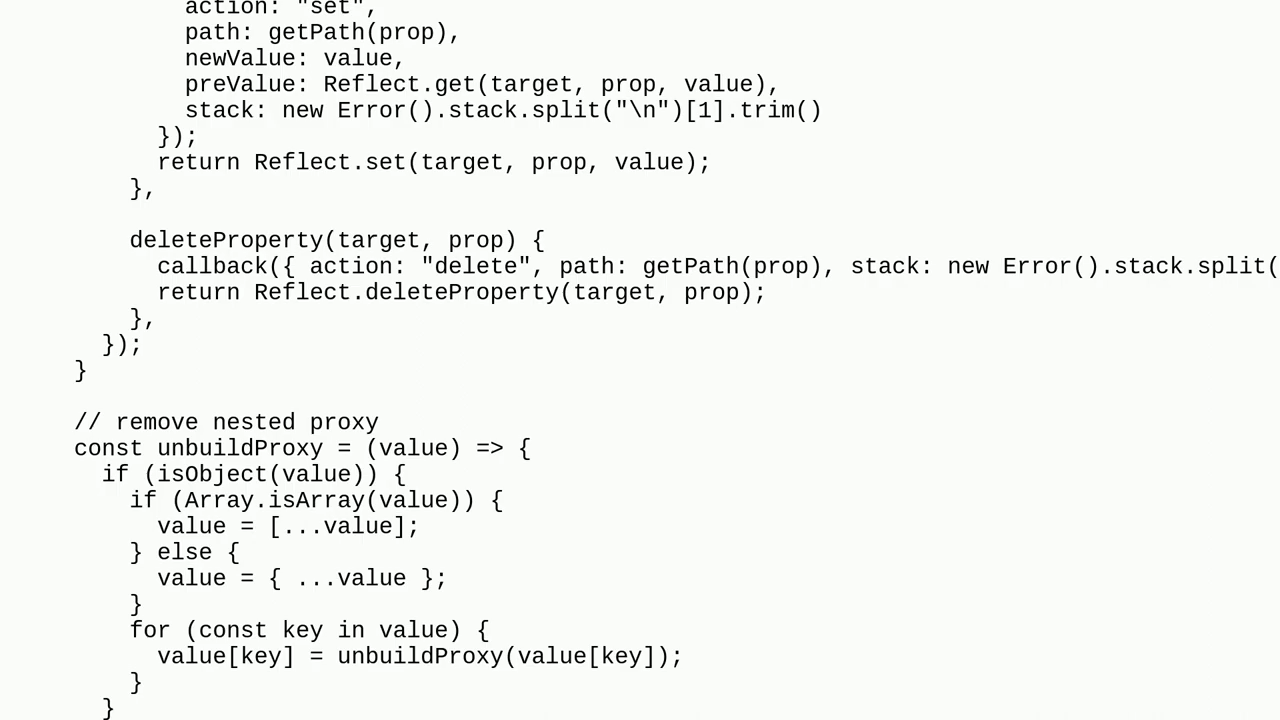 action: "set",
path: getPath(prop),
newValue: value,
preValue: Reflect.get(target, prop, value),
stack: new Error().stack.split("\n")[1].trim()
});
return Reflect.set(target, prop, value);
},
deleteProperty(target, prop) {
callback({ action: "delete", path: getPath(prop), stack: new Error().stack.split(
return Reflect.deleteProperty(target, prop);
},
});
}
// remove nested proxy
const unbuildProxy = (value) => {
if (isObject(value)) {
if (Array.isArray(value)) {
value = [...value];
} else {
value = { ...value };
}
for (const key in value) {
value[key] = unbuildProxy(value[key]);
}
}